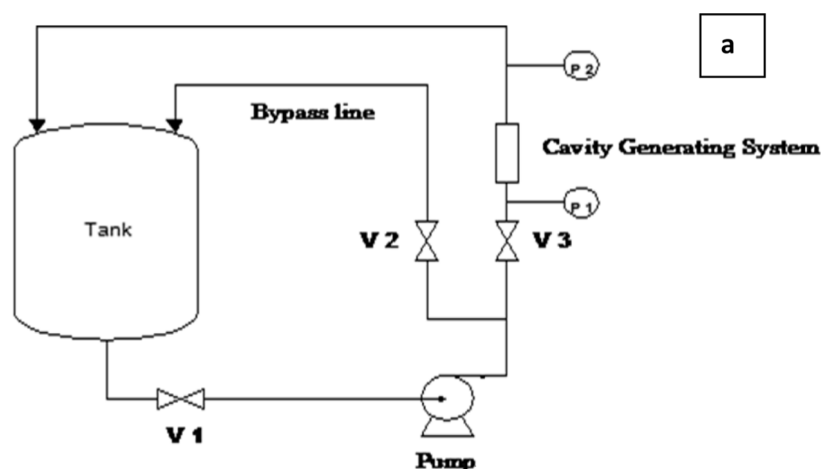 a
P 2
Bypass line
Cavity Generating System
P 1
Tank
V 2
V 3
V 1
Pump